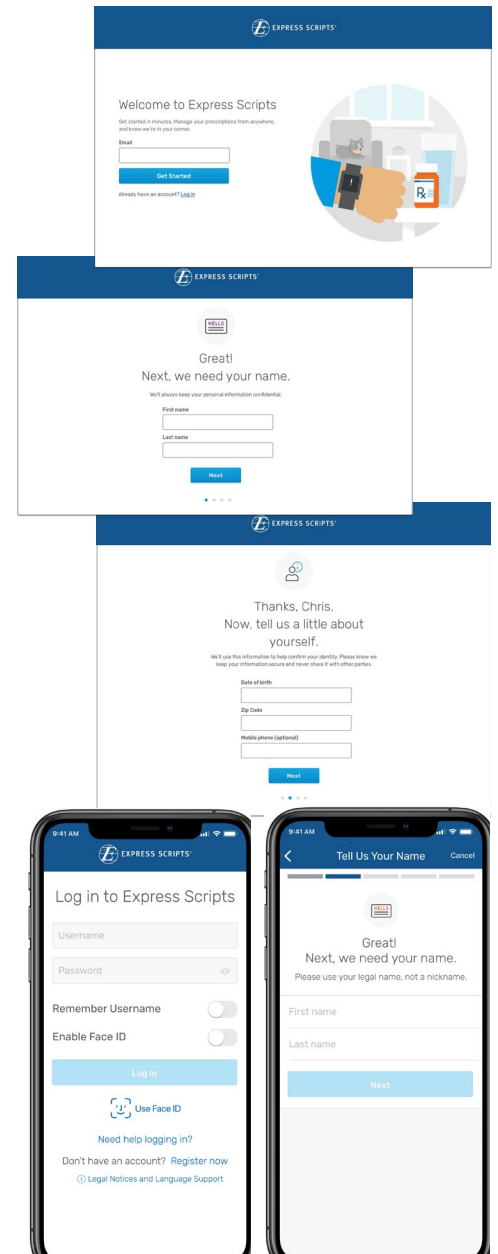 EXPRESS SCRIPTS®
Welcome to Express Scripts
Get started in minutes. Manage your prescriptions from anywhere,
and know we're in your corner.
Email
Get Started
Already have an account? Log in
Rx
EXPRESS SCRIPTS®
HELLO
Great!
Next, we need your name.
We'll always keep your personal information confidential.
First name
Last name
Next
EXPRESS SCRIPTS®
Thanks, Chris.
Now, tell us a little about
yourself.
We'll use this information to help confirm your identity. Please know we
keep your information secure and never share it with other parties.
Date of birth
Zip Code
Mobile phone (optional)
Next
9:41 AM
EXPRESS SCRIPTS®
Log in to Express Scripts
Username
Password
Remember Username
Enable Face ID
Log In
Use Face ID
Need help logging in?
Don't have an account? Register now
Legal Notices and Language Support
9:41 AM
Tell Us Your Name Cancel
HELLO
Great!
Next, we need your name.
Please use your legal name, not a nickname.
First name
Last name
Next